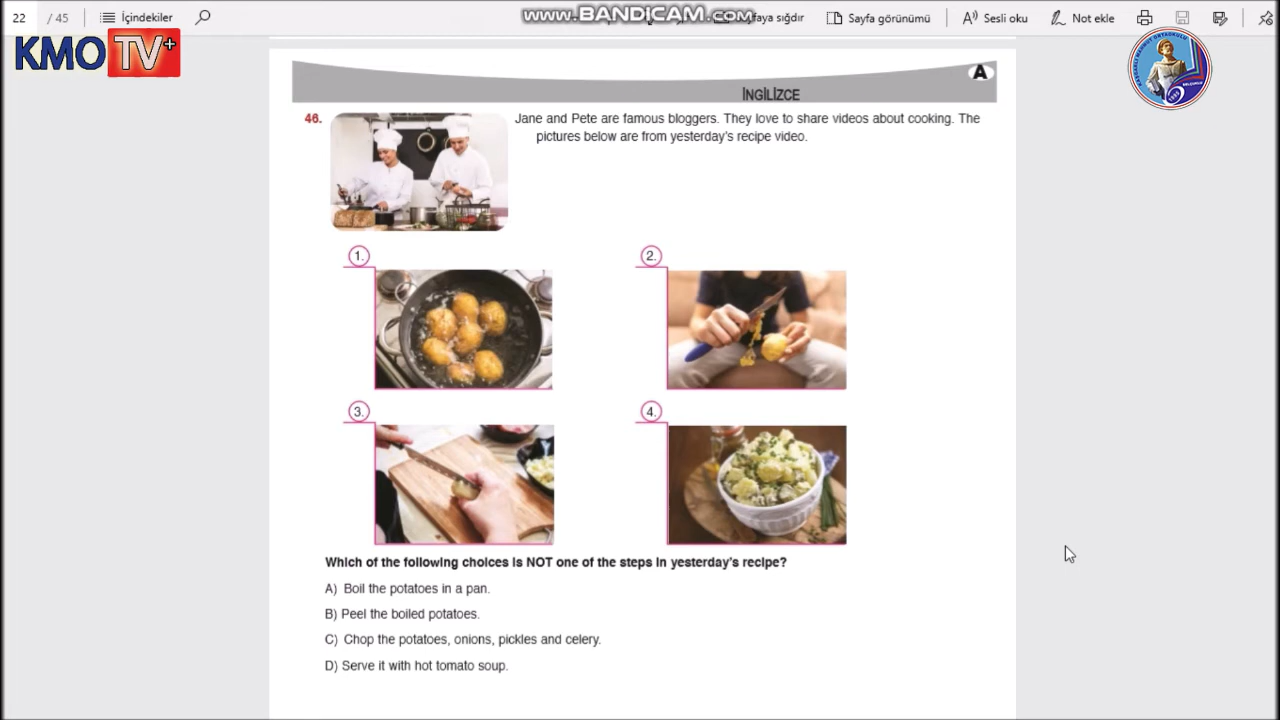 22 / 45 İçindekiler www.BANDICAM.com sayfaya sığdır Sayfa görünümü Sesli oku Not ekle
KMO TV+
A
İNGİLİZCE
46. Jane and Pete are famous bloggers. They love to share videos about cooking. The
pictures below are from yesterday's recipe video.
1. 2.
3. 4.
Which of the following choices is NOT one of the steps in yesterday's recipe?
A) Boil the potatoes in a pan.
B) Peel the boiled potatoes.
C) Chop the potatoes, onions, pickles and celery.
D) Serve it with hot tomato soup.